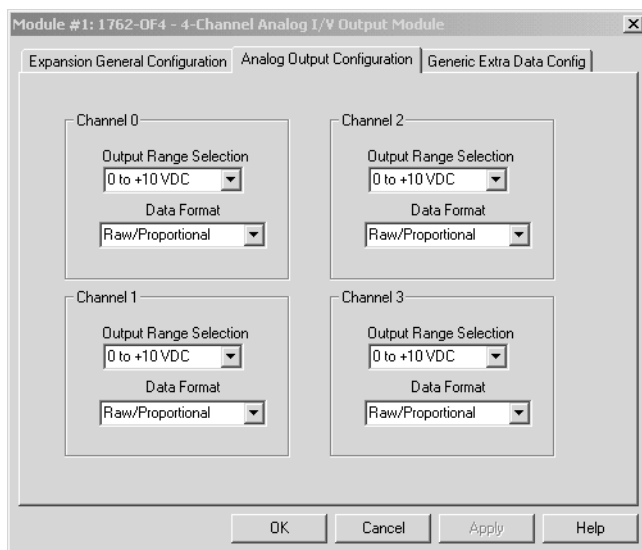 Module #1: 1762-OF4 - 4-Channel Analog I/V Output Module
Expansion General Configuration
Analog Output Configuration
Generic Extra Data Config
Channel 0
Output Range Selection
0 to +10 VDC
Data Format
Raw/Proportional
Channel 2
Output Range Selection
0 to +10 VDC
Data Format
Raw/Proportional
Channel 1
Output Range Selection
0 to +10 VDC
Data Format
Raw/Proportional
Channel 3
Output Range Selection
0 to +10 VDC
Data Format
Raw/Proportional
OK
Cancel
Apply
Help